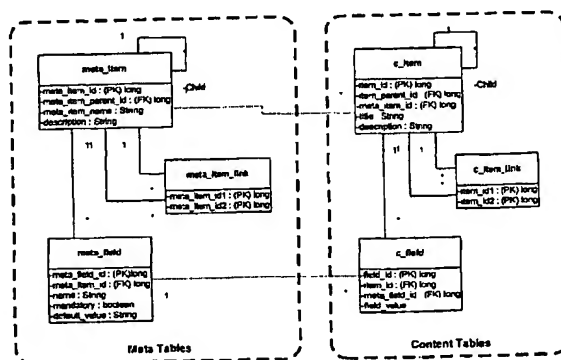 1
meta_item
-meta_item_id : (PK) long
-meta_item_parent_id : (FK) long
-meta_item_name : String
-description : String
-Child
11
1
meta_item_link
-meta_item_id1 : (PK) long
-meta_item_id2 : (PK) long
*
meta_field
-meta_field_id : (PK)long
-meta_item_id : (FK) long
-name : String
-mandatory : boolean
-default_value : String
1
Meta Tables
c_item
-item_id : (PK) long
-item_parent_id : (FK) long
-meta_item_id : (FK) long
-title : String
-description : String
-Child
11
1
c_item_link
-item_id1 : (PK) long
-item_id2 : (PK) long
*
c_field
-field_id : (PK) long
-item_id : (FK) long
-meta_field_id : (FK) long
-field_value
Content Tables